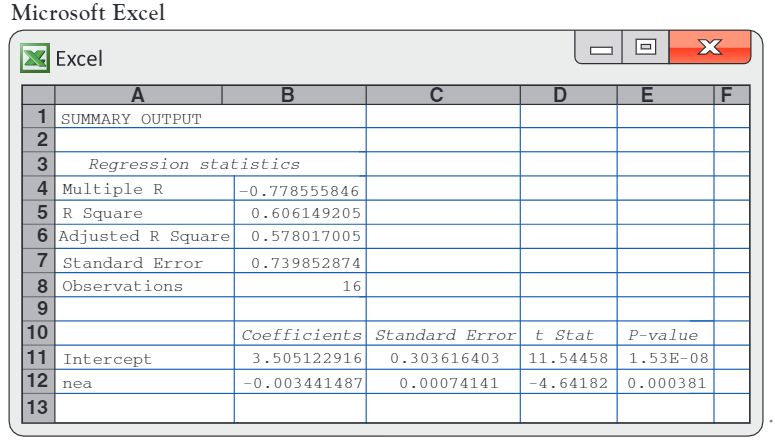 Microsoft Excel
Excel
X
A B C D E F
1 SUMMARY OUTPUT
2
3 Regression statistics
4 Multiple R −0.778555846
5 R Square 0.606149205
6 Adjusted R Square 0.578017005
7 Standard Error 0.739852874
8 Observations 16
9
10 Coefficients Standard Error t Stat P-value
11 Intercept 3.505122916 0.303616403 11.54458 1.53E-08
12 nea −0.003441487 0.00074141 −4.64182 0.000381
13
.